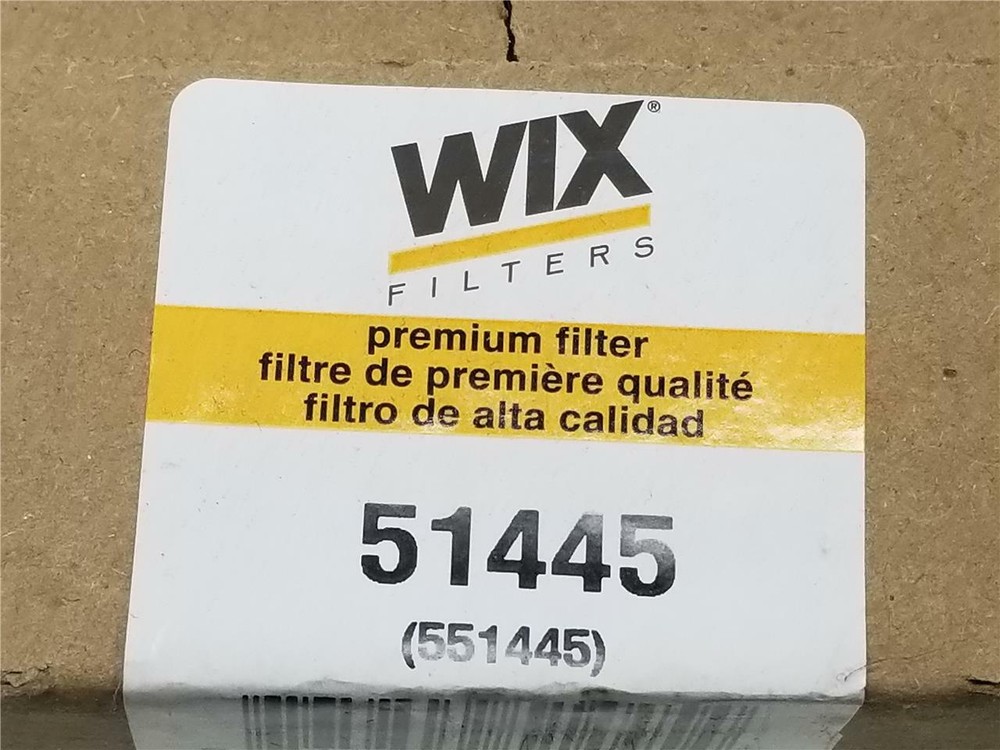 WIX®
FILTERS
premium filter
filtre de première qualité
filtro de alta calidad
51445
(551445)